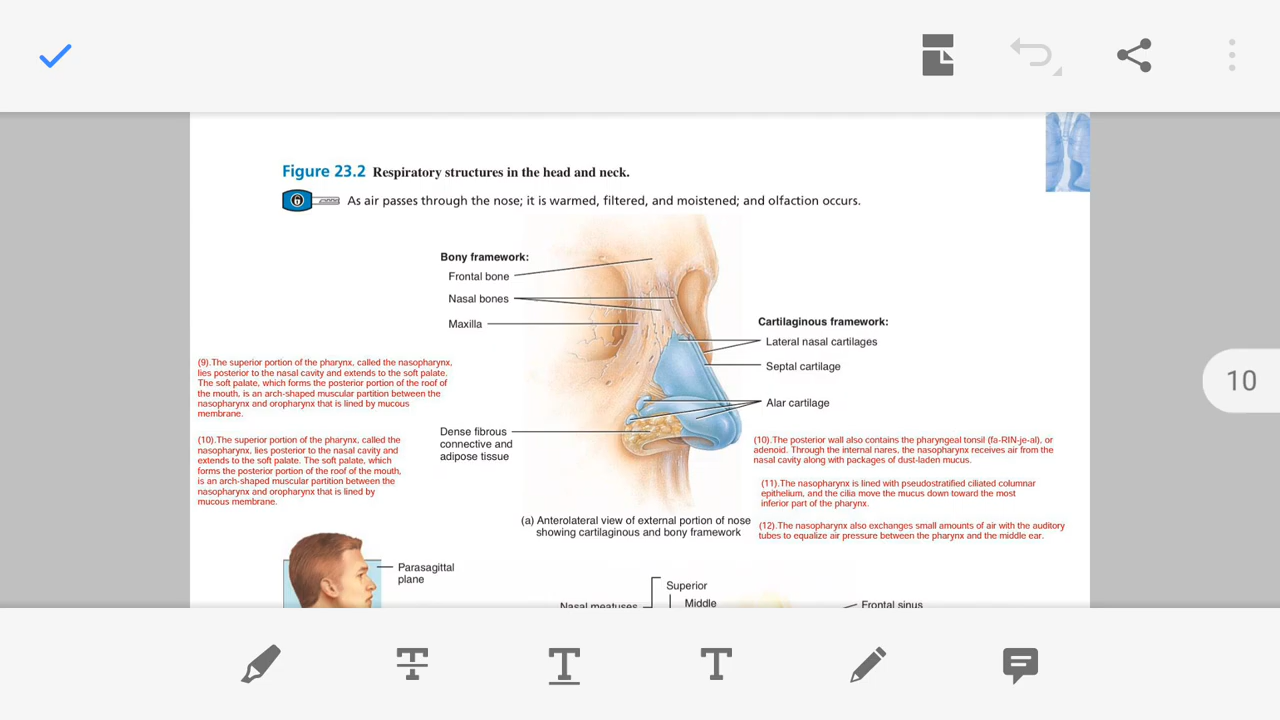 Figure 23.2 Respiratory structures in the head and neck.
As air passes through the nose; it is warmed, filtered, and moistened; and olfaction occurs.
Bony framework:
Frontal bone
Nasal bones
Maxilla
Cartilaginous framework:
Lateral nasal cartilages
Septal cartilage
Alar cartilage
10
(9).The superior portion of the pharynx, called the nasopharynx,
lies posterior to the nasal cavity and extends to the soft palate.
The soft palate, which forms the posterior portion of the roof of
the mouth, is an arch-shaped muscular partition between the
nasopharynx and oropharynx that is lined by mucous
membrane.
Dense fibrous
connective and
adipose tissue
(10).The superior portion of the pharynx, called the
nasopharynx, lies posterior to the nasal cavity and
extends to the soft palate. The soft palate, which
forms the posterior portion of the roof of the mouth,
is an arch-shaped muscular partition between the
nasopharynx and oropharynx that is lined by
mucous membrane.
(10).The posterior wall also contains the pharyngeal tonsil (fa-RIN-je-al), or
adenoid. Through the internal nares, the nasopharynx receives air from the
nasal cavity along with packages of dust-laden mucus.
(11).The nasopharynx is lined with pseudostratified ciliated columnar
epithelium, and the cilia move the mucus down toward the most
inferior part of the pharynx.
(12).The nasopharynx also exchanges small amounts of air with the auditory
tubes to equalize air pressure between the pharynx and the middle ear.
(a) Anterolateral view of external portion of nose
showing cartilaginous and bony framework
Parasagittal
plane
Superior
Middle
Nasal meatuses
Frontal sinus